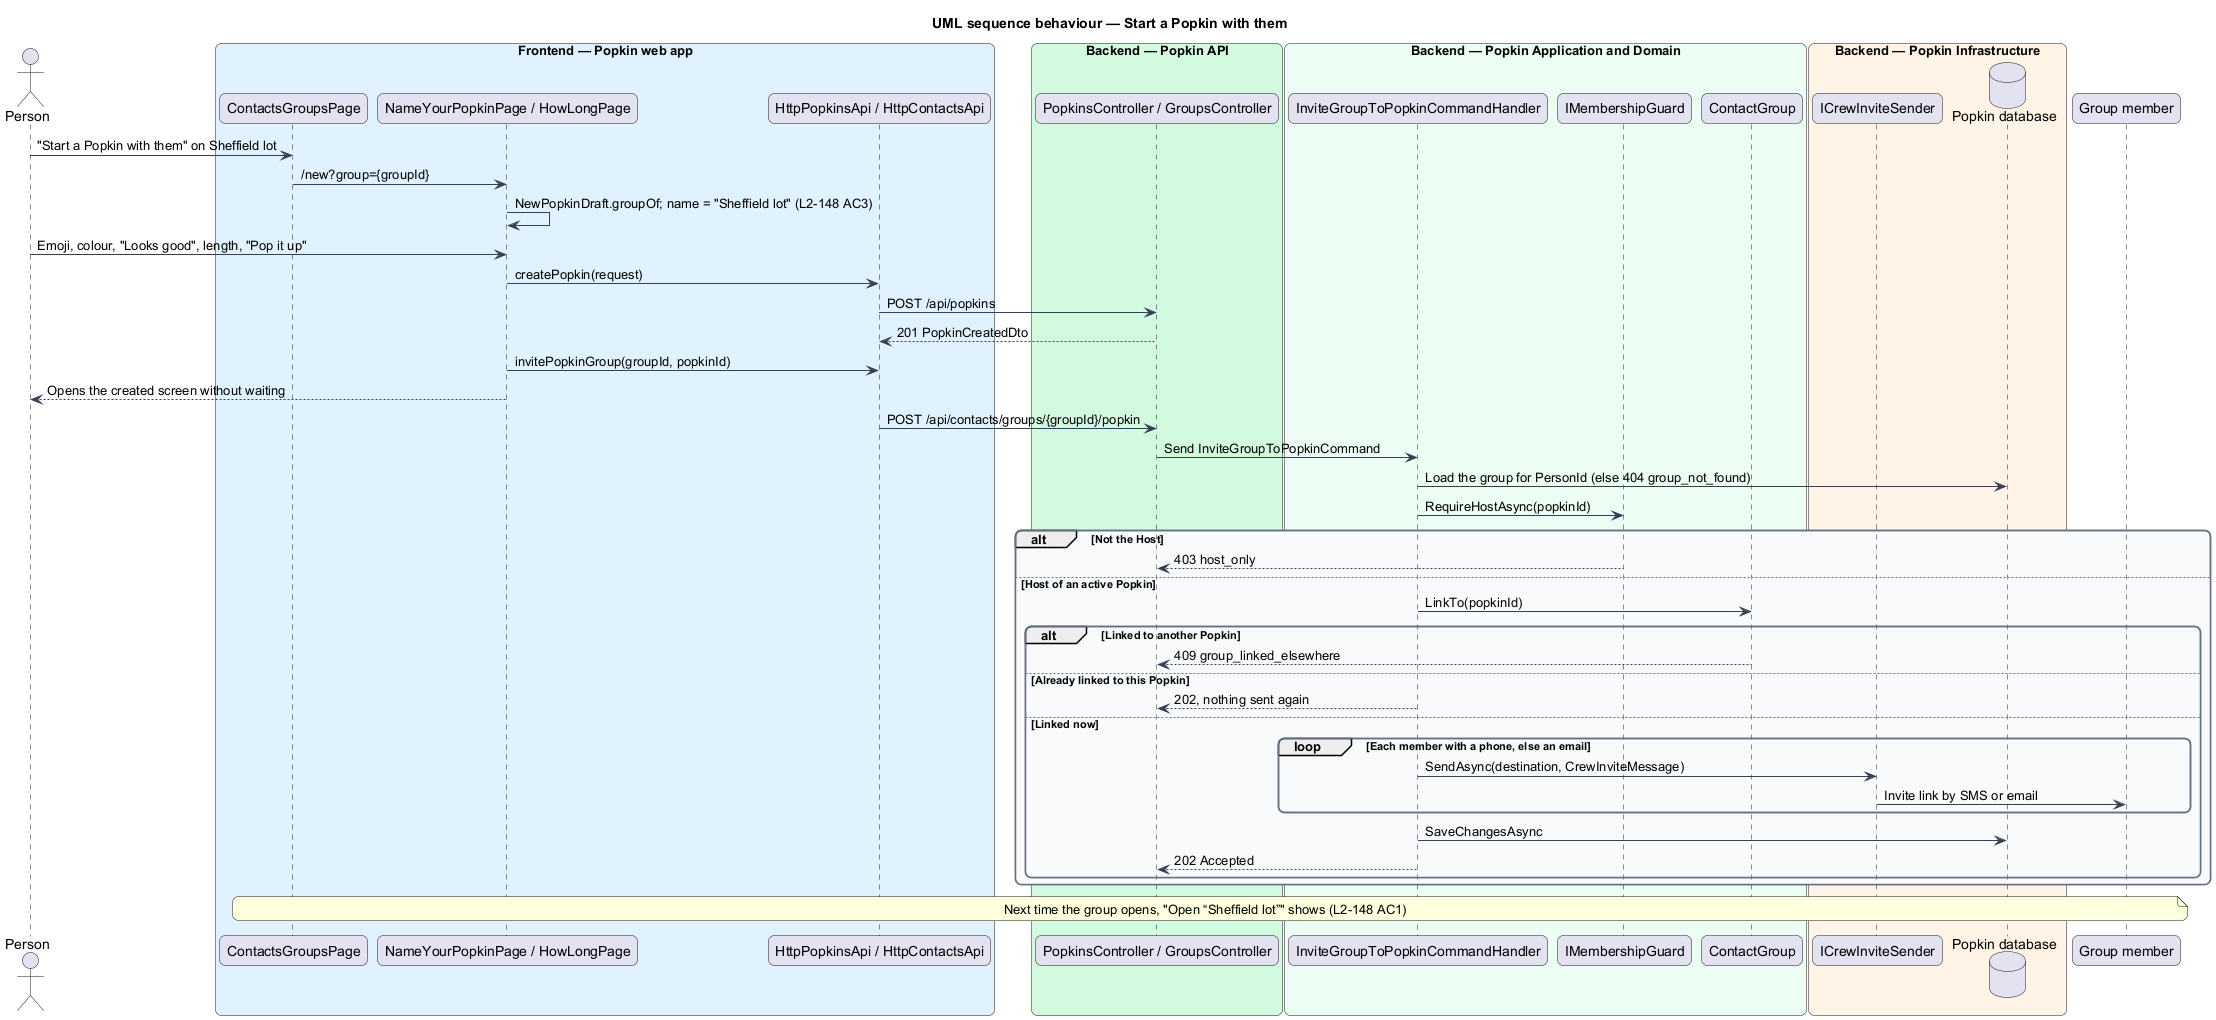 UML sequence behaviour — Start a Popkin with them
Frontend — Popkin web app
Backend — Popkin API
Backend — Popkin Application and Domain
Backend — Popkin Infrastructure
Person
ContactsGroupsPage
NameYourPopkinPage / HowLongPage
HttpPopkinsApi / HttpContactsApi
PopkinsController / GroupsController
InviteGroupToPopkinCommandHandler
IMembershipGuard
ContactGroup
ICrewInviteSender
Popkin database
Group member
"Start a Popkin with them" on Sheffield lot
/new?group={groupId}
NewPopkinDraft.groupOf; name = "Sheffield lot" (L2-148 AC3)
Emoji, colour, "Looks good", length, "Pop it up"
createPopkin(request)
POST /api/popkins
201 PopkinCreatedDto
invitePopkinGroup(groupId, popkinId)
Opens the created screen without waiting
POST /api/contacts/groups/{groupId}/popkin
Send InviteGroupToPopkinCommand
Load the group for PersonId (else 404 group_not_found)
RequireHostAsync(popkinId)
alt [Not the Host]
403 host_only
[Host of an active Popkin]
LinkTo(popkinId)
alt [Linked to another Popkin]
409 group_linked_elsewhere
[Already linked to this Popkin]
202, nothing sent again
[Linked now]
loop [Each member with a phone, else an email]
SendAsync(destination, CrewInviteMessage)
Invite link by SMS or email
SaveChangesAsync
202 Accepted
Next time the group opens, "Open “Sheffield lot”" shows (L2-148 AC1)
Person
ContactsGroupsPage
NameYourPopkinPage / HowLongPage
HttpPopkinsApi / HttpContactsApi
PopkinsController / GroupsController
InviteGroupToPopkinCommandHandler
IMembershipGuard
ContactGroup
ICrewInviteSender
Popkin database
Group member